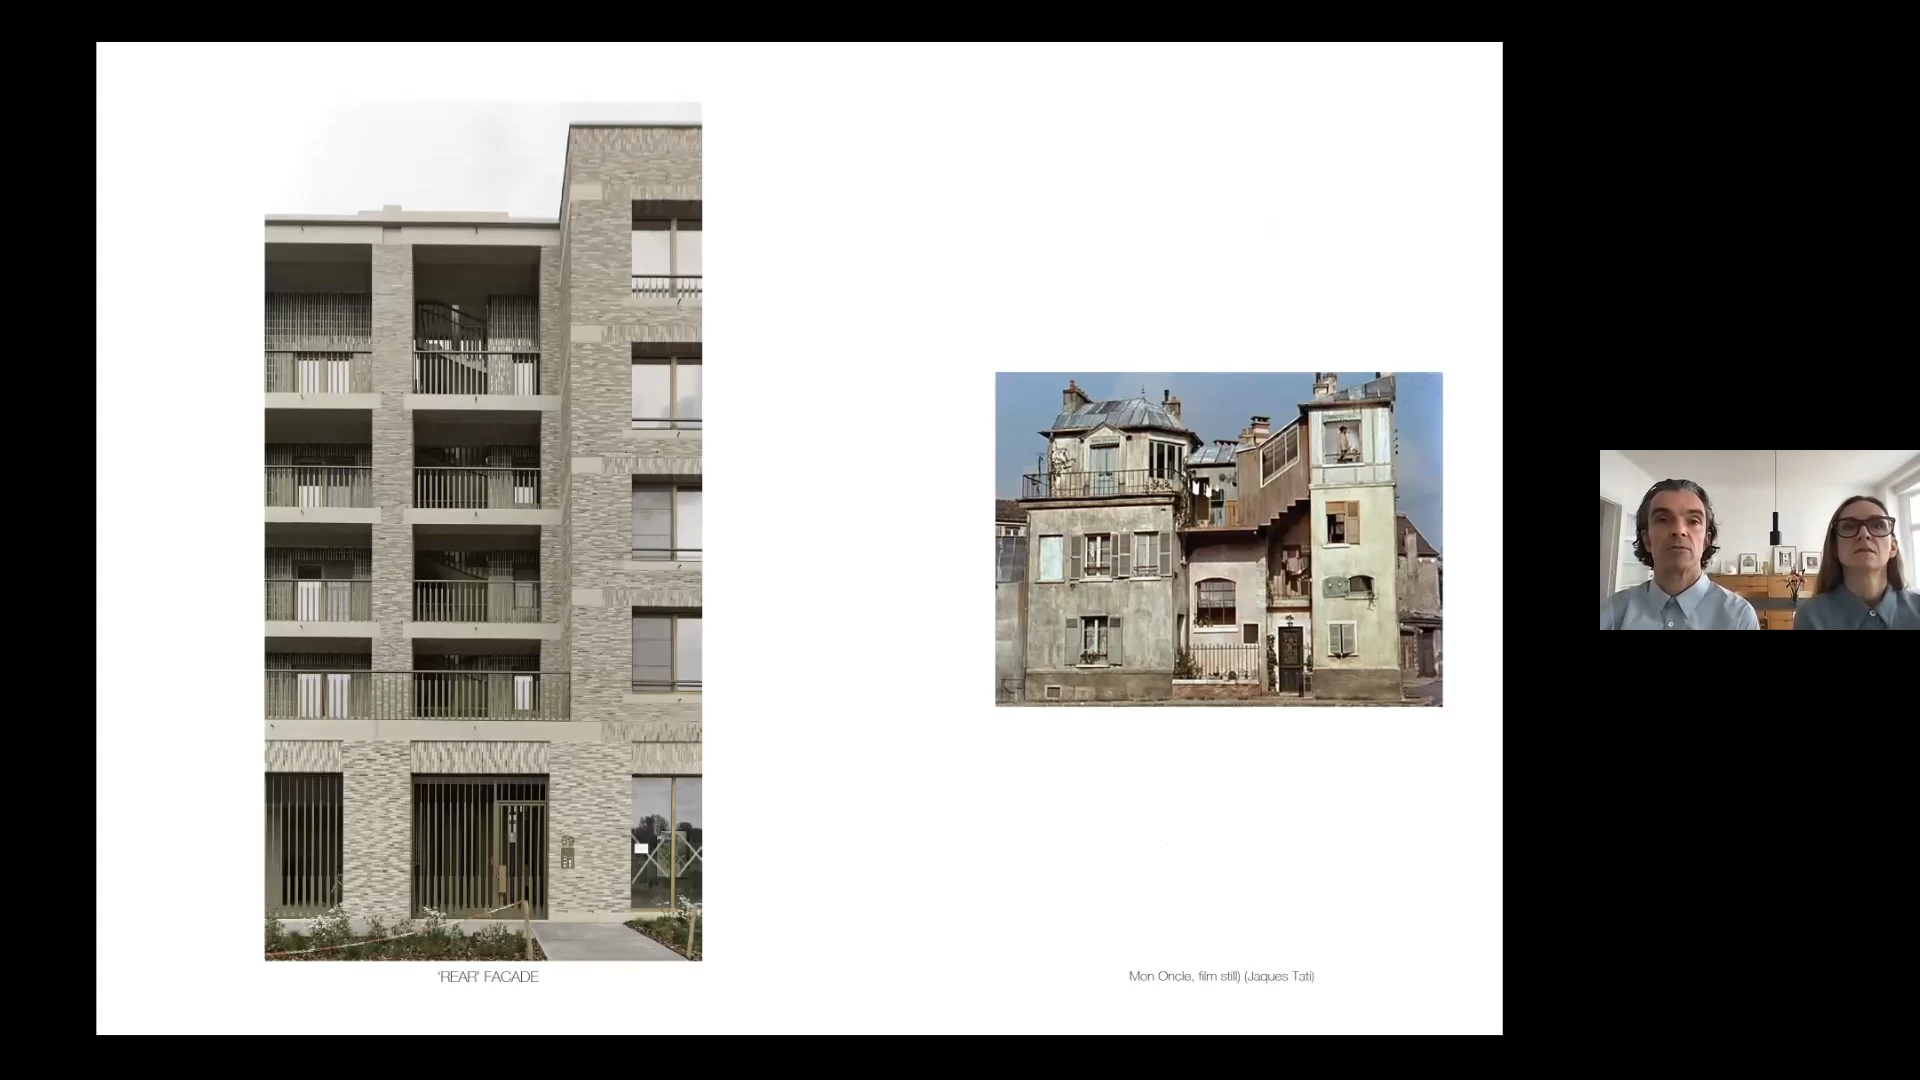 'REAR' FACADE
Mon Oncle, film still) (Jaques Tati)